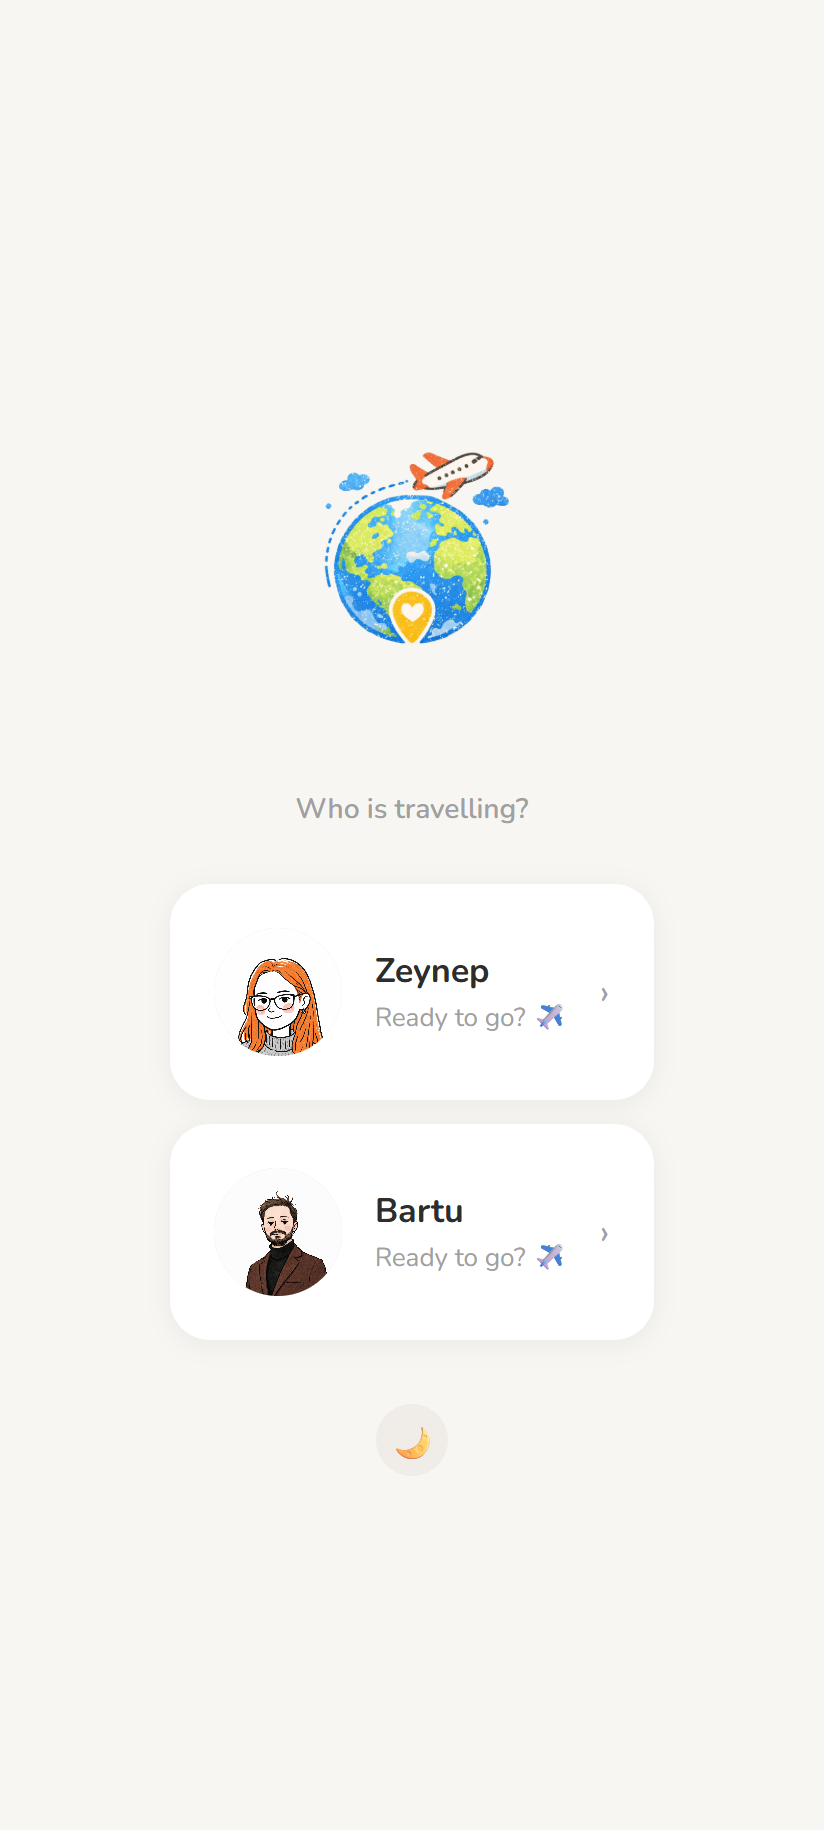 Who is travelling?
Zeynep
Ready to go? ✈️
Bartu
Ready to go? ✈️